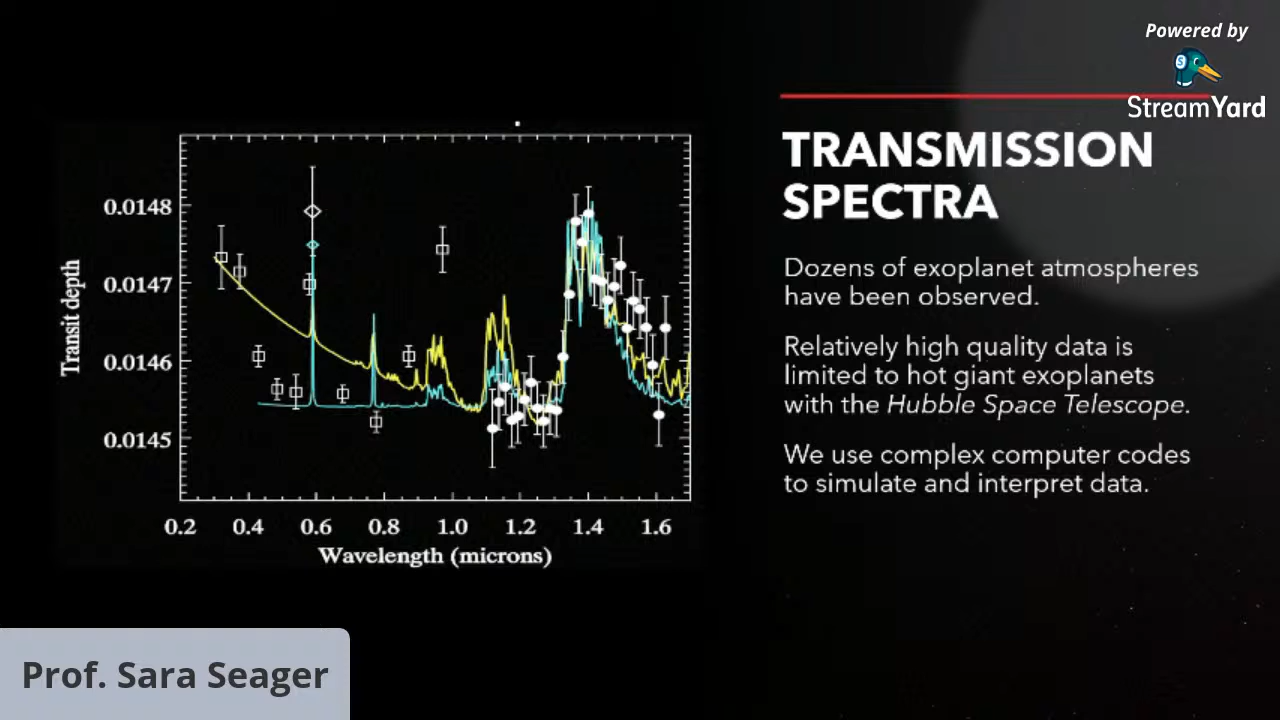 Powered by
StreamYard
TRANSMISSION
SPECTRA
Dozens of exoplanet atmospheres
have been observed.
Relatively high quality data is
limited to hot giant exoplanets
with the Hubble Space Telescope.
We use complex computer codes
to simulate and interpret data.
Transit depth
0.0148
0.0147
0.0146
0.0145
0.2 0.4 0.6 0.8 1.0 1.2 1.4 1.6
Wavelength (microns)
Prof. Sara Seager